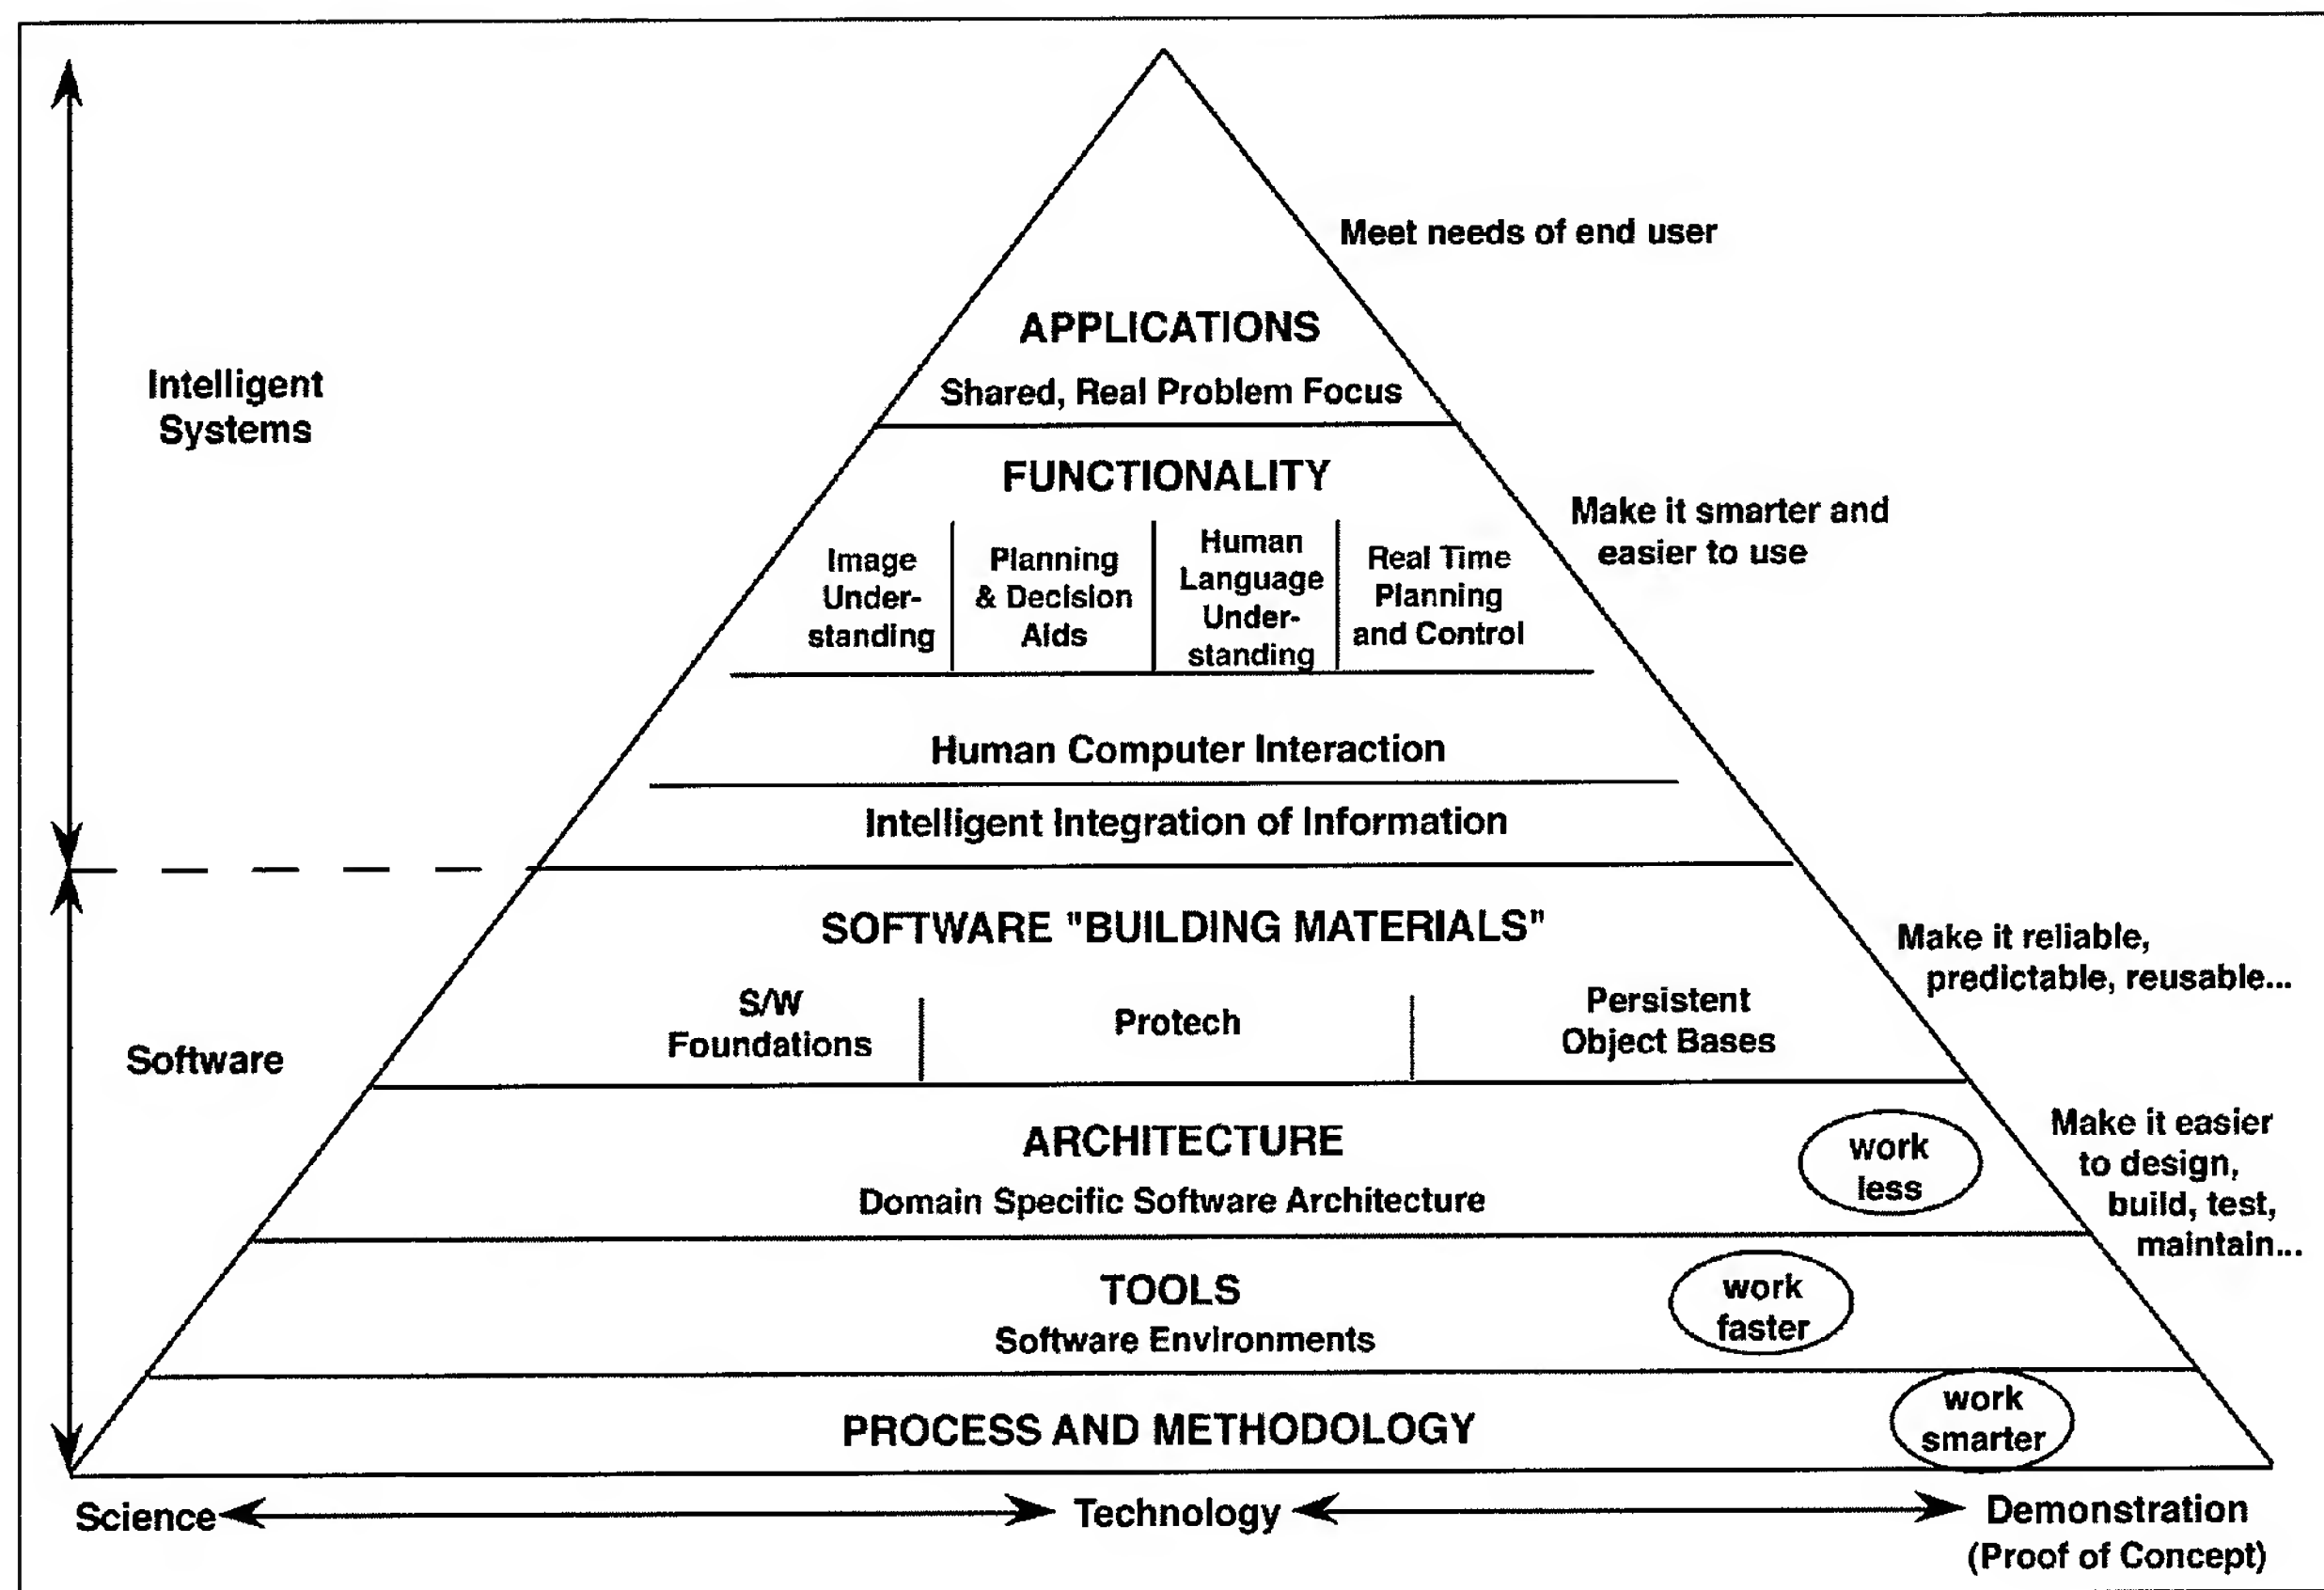 Meet needs of end user
APPLICATIONS
Shared, Real Problem Focus
Intelligent
Systems
FUNCTIONALITY
Make it smarter and
easier to use
Image
Under-
standing
Planning
& Decision
Aids
Human
Language
Under-
standing
Real Time
Planning
and Control
Human Computer Interaction
Intelligent Integration of Information
SOFTWARE "BUILDING MATERIALS"
Make it reliable,
predictable, reusable...
S/W
Foundations
Protech
Persistent
Object Bases
Software
ARCHITECTURE
Domain Specific Software Architecture
work
less
Make it easier
to design,
build, test,
maintain...
TOOLS
Software Environments
work
faster
PROCESS AND METHODOLOGY
work
smarter
Science
Technology
Demonstration
(Proof of Concept)